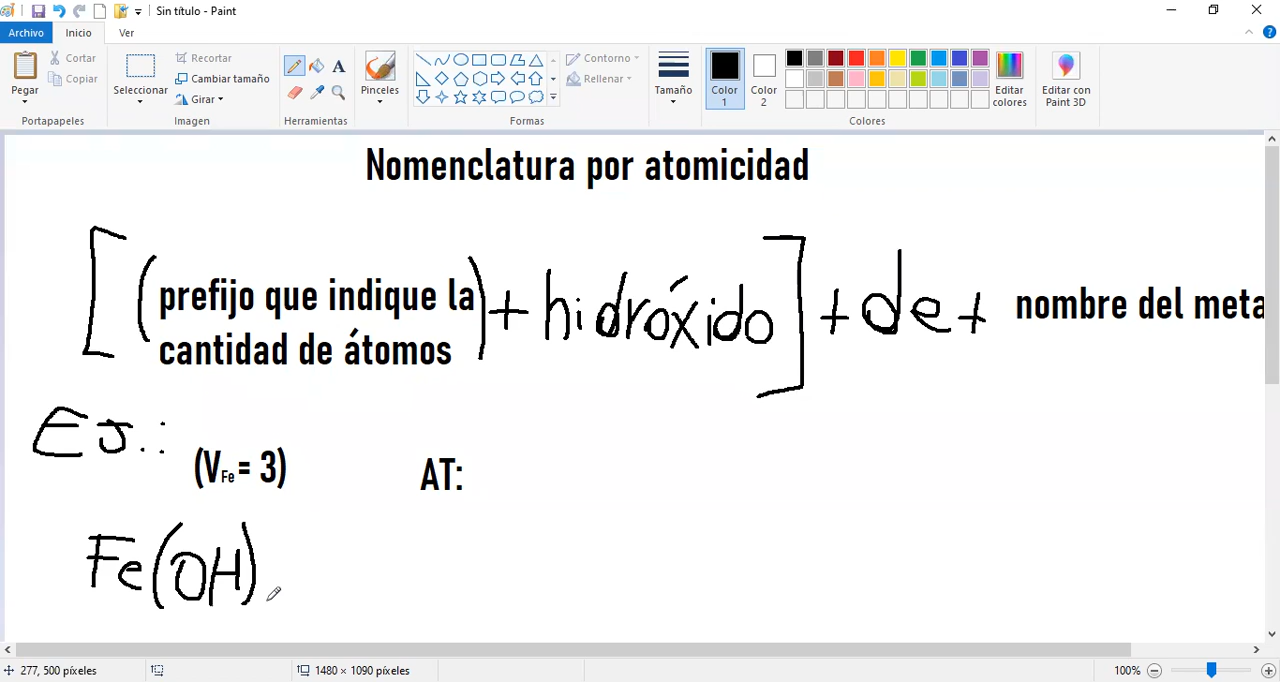 Sin título - Paint
Archivo Inicio Ver
Pegar
Cortar
Copiar
Portapapeles
Seleccionar
Recortar
Cambiar tamaño
Girar
Imagen
A
Herramientas
Pinceles
Contorno
Rellenar
Formas
Tamaño
Color 1
Color 2
Editar colores
Colores
Editar con Paint 3D
Nomenclatura por atomicidad
[(prefijo que indique la cantidad de átomos) + hidróxido] + de + nombre del meta
EJ.:
(VFe = 3) AT:
Fe(OH)
277, 500 píxeles 1480 × 1090 píxeles 100%